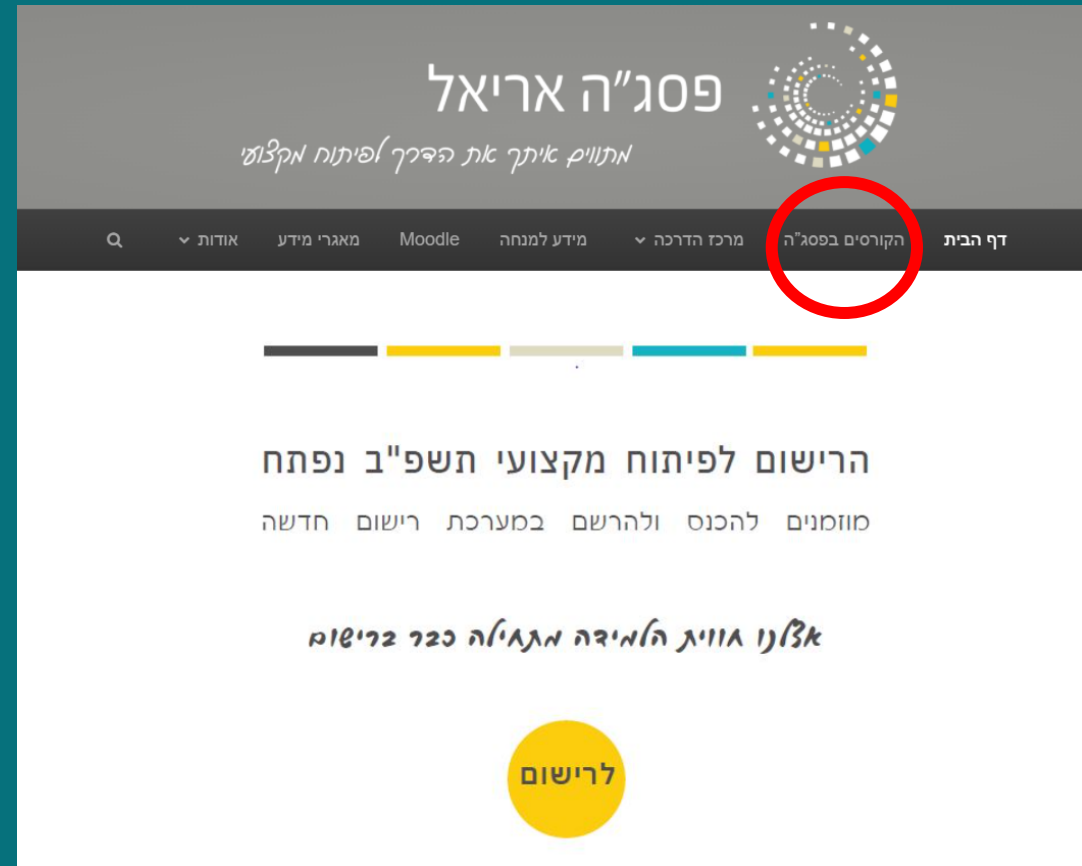 פסג"ה אריאל
מתווים איתך את הדרך לפיתוח מקצועי
דף הבית הקורסים בפסג"ה מרכז הדרכה מידע למנחה Moodle מאגרי מידע אודות
הרישום לפיתוח מקצועי תשפ"ב נפתח
מוזמנים להכנס ולהרשם במערכת רישום חדשה
אצלנו חווית הלמידה מתחילה כבר ברישום
לרישום